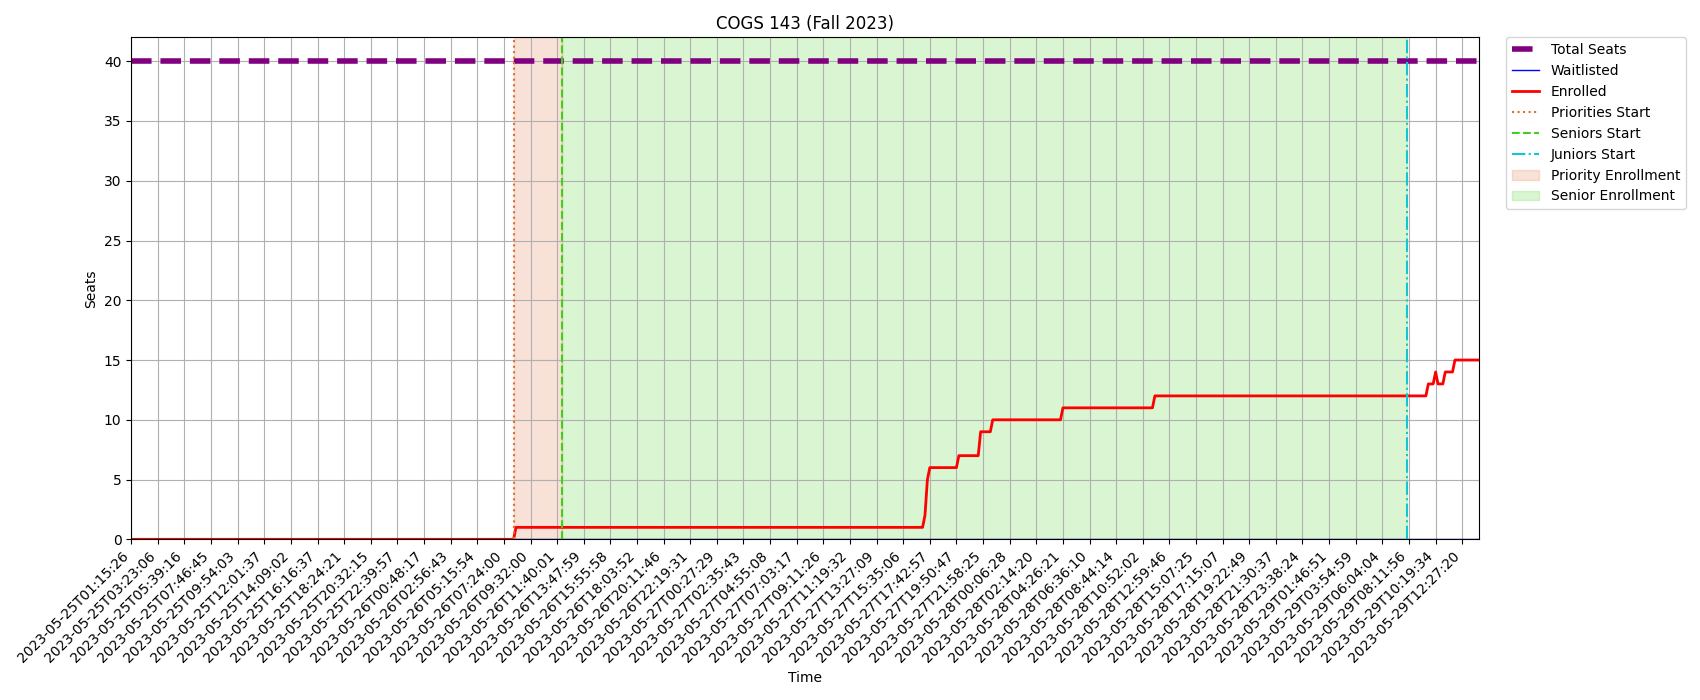 COGS 143 (Fall 2023)
40
35
30
25
20
15
10
5
0
Seats
2023-05-25T01:15:26
2023-05-25T03:23:06
2023-05-25T05:39:16
2023-05-25T07:46:45
2023-05-25T09:54:03
2023-05-25T12:01:37
2023-05-25T14:09:02
2023-05-25T16:16:37
2023-05-25T18:24:21
2023-05-25T20:32:15
2023-05-25T22:39:57
2023-05-26T00:48:17
2023-05-26T02:56:43
2023-05-26T05:15:54
2023-05-26T07:24:00
2023-05-26T09:32:00
2023-05-26T11:40:01
2023-05-26T13:47:59
2023-05-26T15:55:58
2023-05-26T18:03:52
2023-05-26T20:11:46
2023-05-26T22:19:31
2023-05-27T00:27:29
2023-05-27T02:35:43
2023-05-27T04:55:08
2023-05-27T07:03:17
2023-05-27T09:11:26
2023-05-27T11:19:32
2023-05-27T13:27:09
2023-05-27T15:35:06
2023-05-27T17:42:57
2023-05-27T19:50:47
2023-05-27T21:58:25
2023-05-28T00:06:28
2023-05-28T02:14:20
2023-05-28T04:26:21
2023-05-28T06:36:10
2023-05-28T08:44:14
2023-05-28T10:52:02
2023-05-28T12:59:46
2023-05-28T15:07:25
2023-05-28T17:15:07
2023-05-28T19:22:49
2023-05-28T21:30:37
2023-05-28T23:38:24
2023-05-29T01:46:51
2023-05-29T03:54:59
2023-05-29T06:04:04
2023-05-29T08:11:56
2023-05-29T10:19:34
2023-05-29T12:27:20
Time
Total Seats
Waitlisted
Enrolled
Priorities Start
Seniors Start
Juniors Start
Priority Enrollment
Senior Enrollment